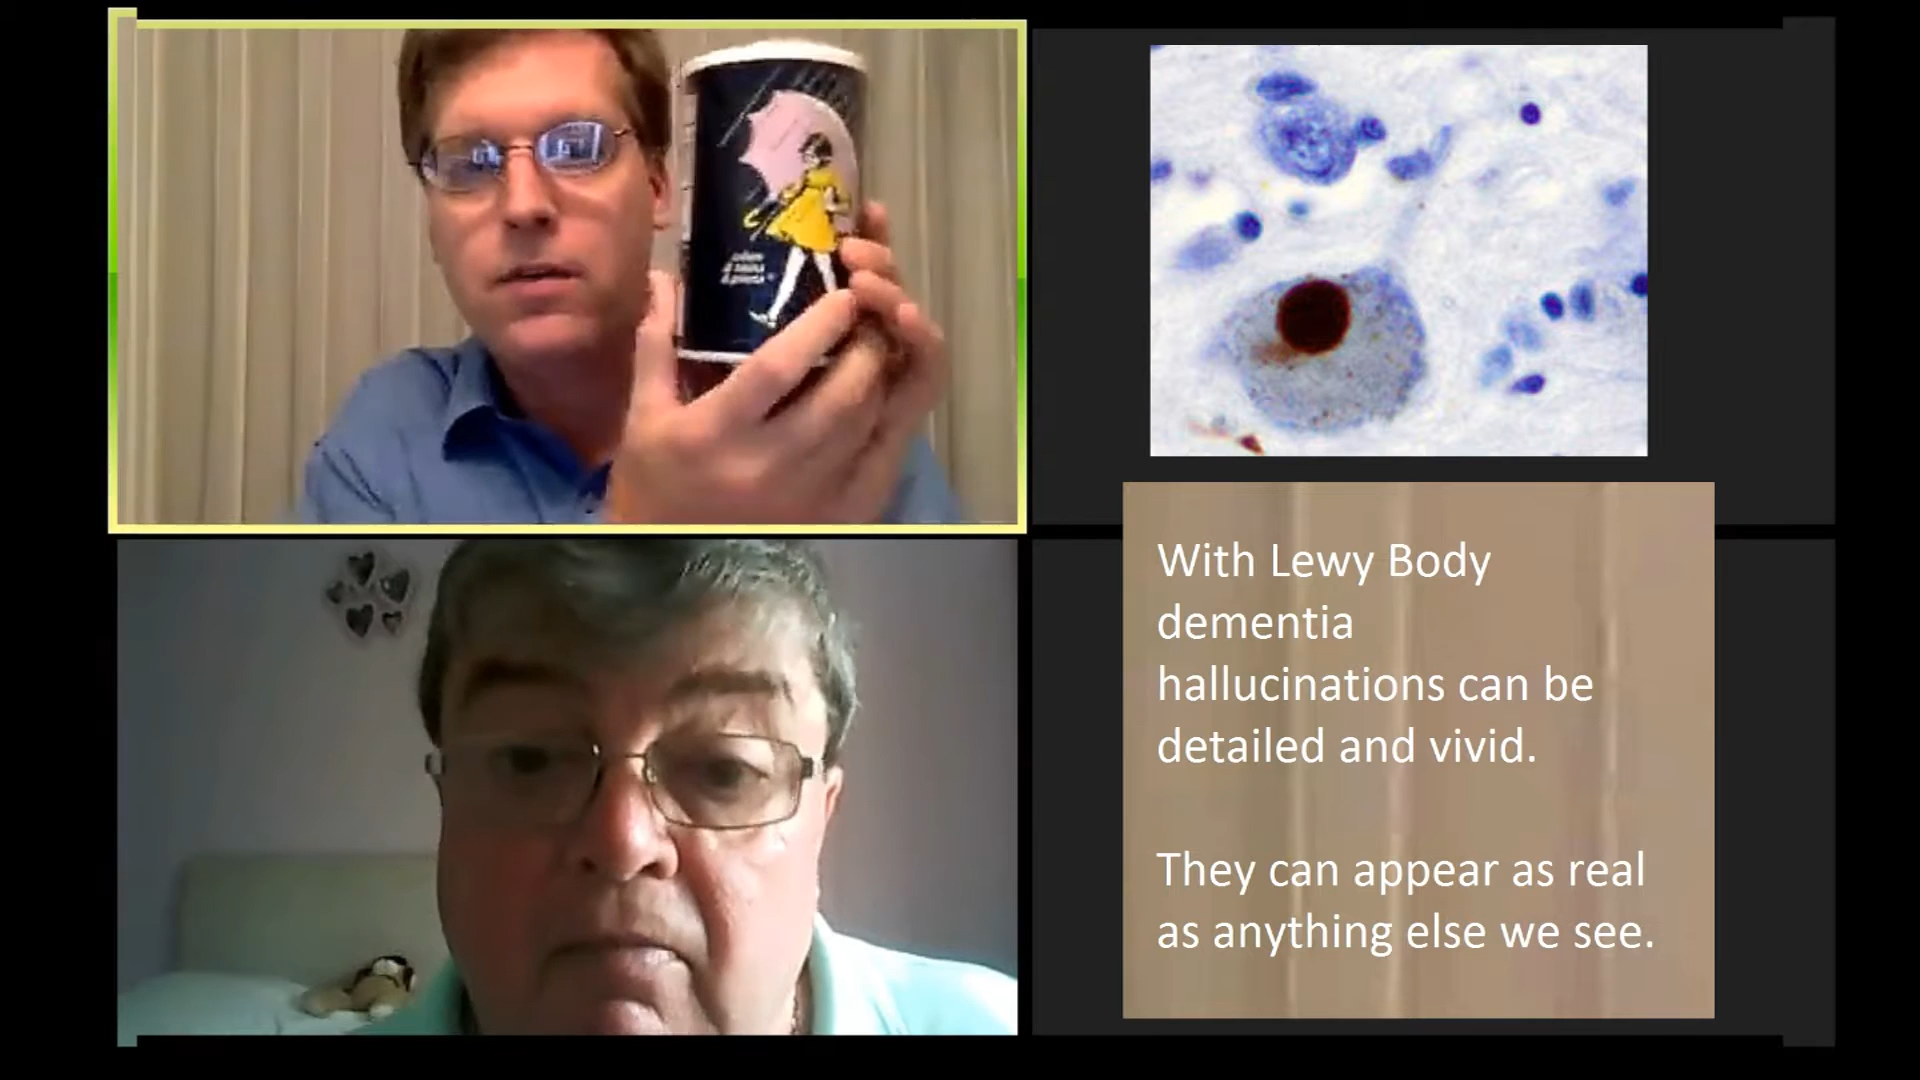 With Lewy Body
dementia
hallucinations can be
detailed and vivid.
They can appear as real
as anything else we see.